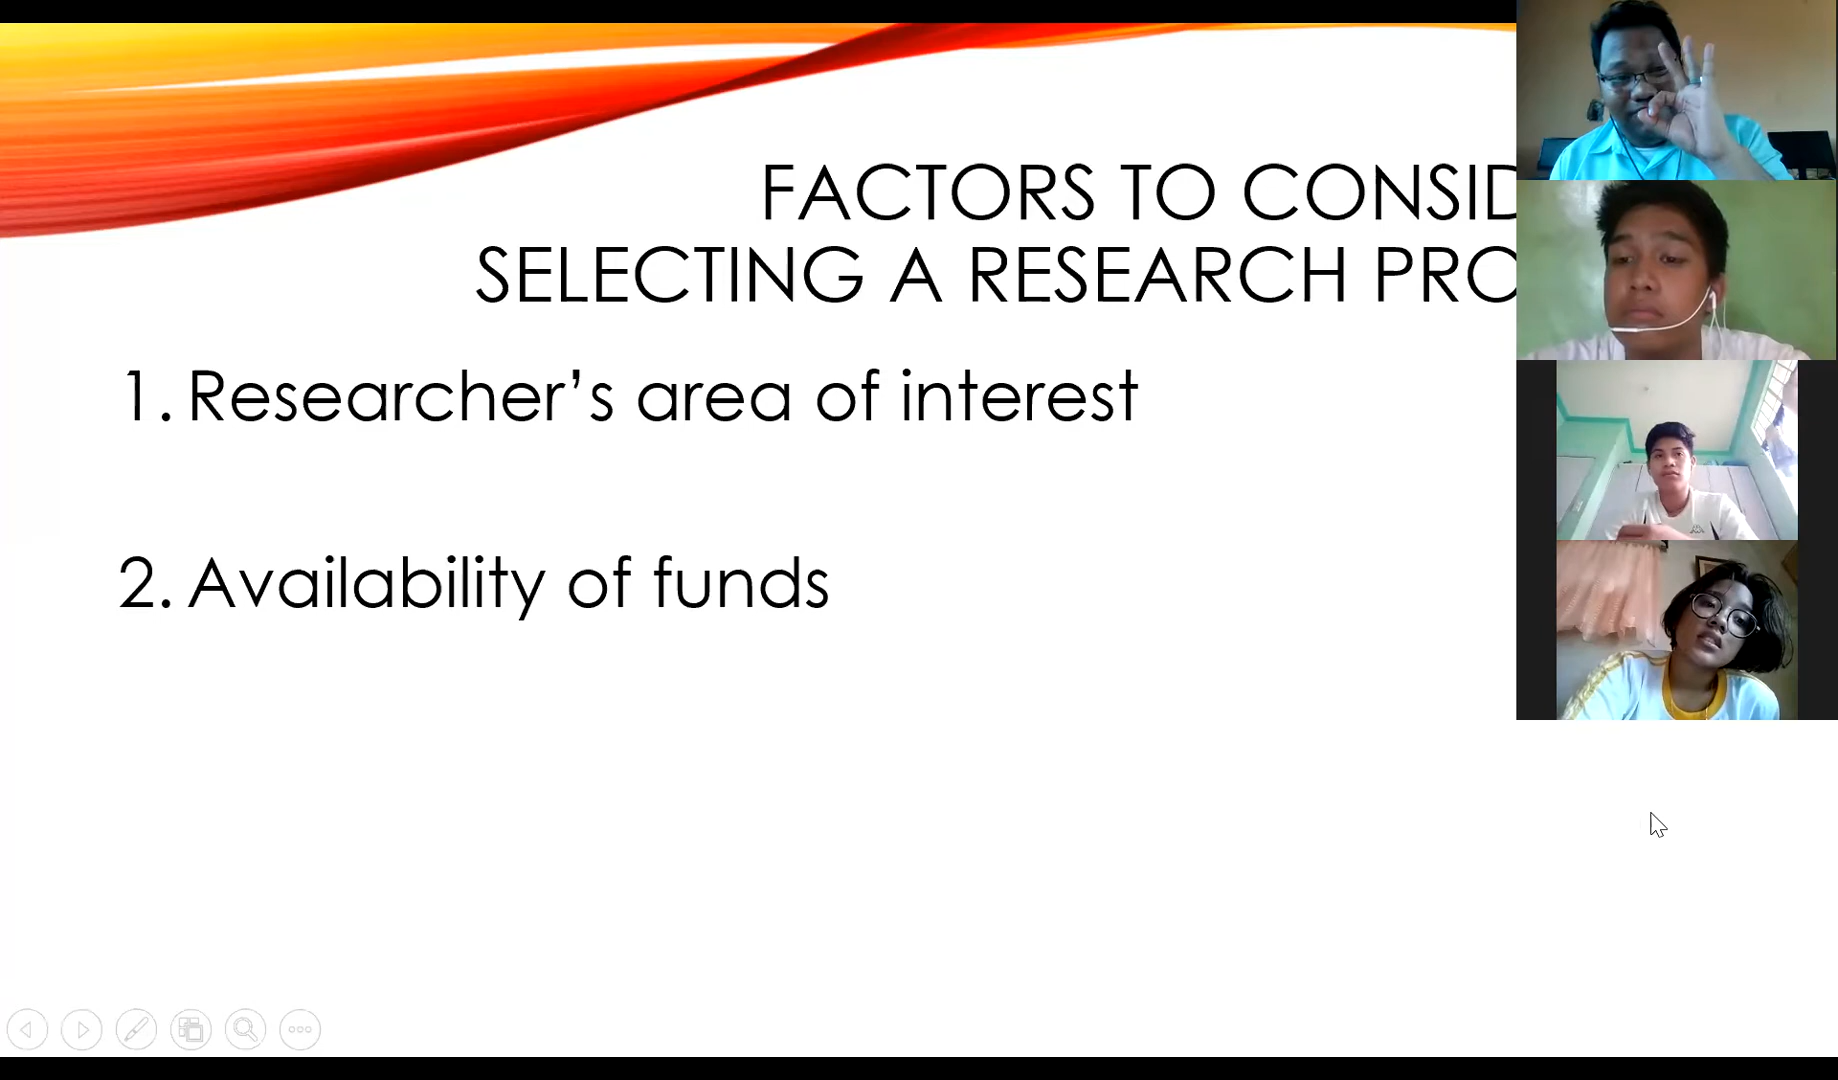 FACTORS TO CONSID
SELECTING A RESEARCH PRO
1. Researcher’s area of interest
2. Availability of funds